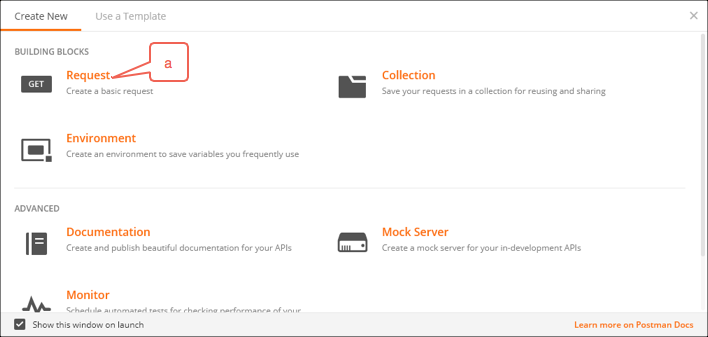 Create New
Use a Template
BUILDING BLOCKS
a
GET
Request
Create a basic request
Collection
Save your requests in a collection for reusing and sharing
Environment
Create an environment to save variables you frequently use
ADVANCED
Documentation
Create and publish beautiful documentation for your APIs
Mock Server
Create a mock server for your in-development APIs
Monitor
Schedule automated tests for checking performance of your
Show this window on launch
Learn more on Postman Docs